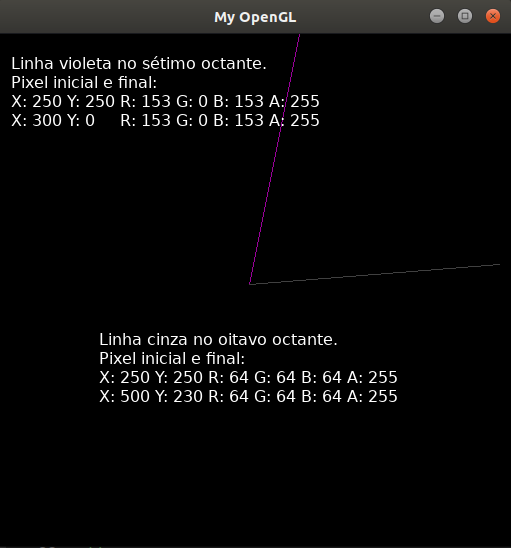 My OpenGL
Linha violeta no sétimo octante.
Pixel inicial e final:
X: 250 Y: 250 R: 153 G: 0 B: 153 A: 255
X: 300 Y: 0 R: 153 G: 0 B: 153 A: 255
Linha cinza no oitavo octante.
Pixel inicial e final:
X: 250 Y: 250 R: 64 G: 64 B: 64 A: 255
X: 500 Y: 230 R: 64 G: 64 B: 64 A: 255